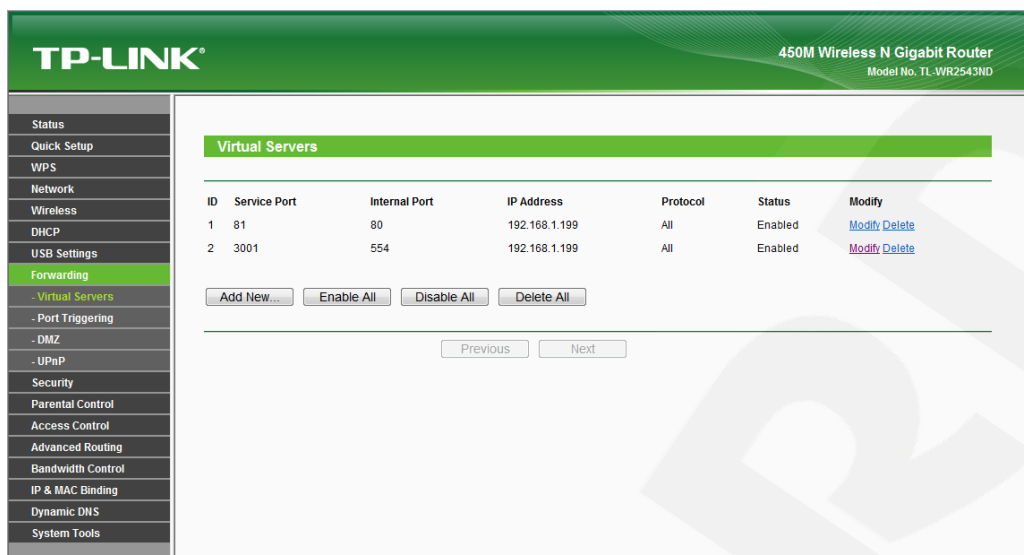 TP-LINK®
450M Wireless N Gigabit Router
Model No. TL-WR2543ND
Status
Quick Setup
WPS
Network
Wireless
DHCP
USB Settings
Forwarding
- Virtual Servers
- Port Triggering
- DMZ
- UPnP
Security
Parental Control
Access Control
Advanced Routing
Bandwidth Control
IP & MAC Binding
Dynamic DNS
System Tools
Virtual Servers
ID Service Port Internal Port IP Address Protocol Status Modify
1 81 80 192.168.1.199 All Enabled Modify Delete
2 3001 554 192.168.1.199 All Enabled Modify Delete
Add New... Enable All Disable All Delete All
Previous Next